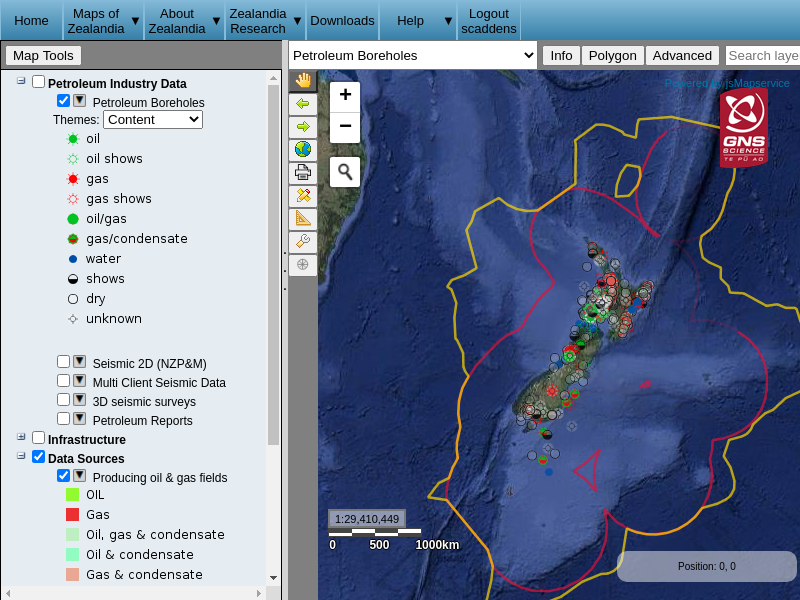 Home
Maps of
Zealandia ▼
About
Zealandia ▼
Zealandia
Research ▼
Downloads
Help ▼
Logout
scaddens
Map Tools
Petroleum Boreholes
Info
Polygon
Advanced
Search laye
Petroleum Industry Data
Petroleum Boreholes
Themes: Content
oil
oil shows
gas
gas shows
oil/gas
gas/condensate
water
shows
dry
unknown
Seismic 2D (NZP&M)
Multi Client Seismic Data
3D seismic surveys
Petroleum Reports
Infrastructure
Data Sources
Producing oil & gas fields
OIL
Gas
Oil, gas & condensate
Oil & condensate
Gas & condensate
+
−
Powered by jsMapservice
GNS
SCIENCE
TE PŪ AO
1:29,410,449
0 500 1000km
Position: 0, 0